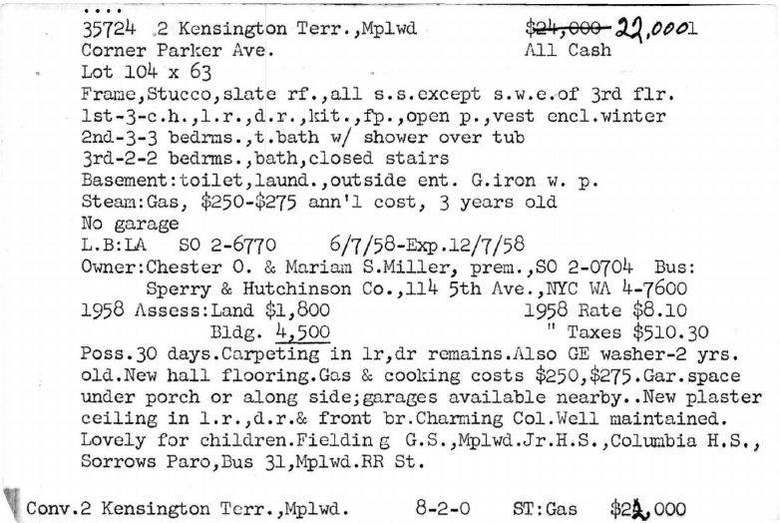 ....
35724 .2 Kensington Terr.,Mplwd $24,000 22,0001
Corner Parker Ave. All Cash
Lot 104 x 63
Frame,Stucco,slate rf.,all s.s.except s.w.e.of 3rd flr.
1st-3-c.h.,l.r.,d.r.,kit.,fp.,open p.,vest encl.winter
2nd-3-3 bedrms.,t.bath w/ shower over tub
3rd-2-2 bedrms.,bath,closed stairs
Basement:toilet,laund.,outside ent. G.iron w. p.
Steam:Gas, $250-$275 ann'l cost, 3 years old
No garage
L.B:LA SO 2-6770 6/7/58-Exp.12/7/58
Owner:Chester O. & Mariam S.Miller, prem.,SO 2-0704 Bus:
Sperry & Hutchinson Co.,114 5th Ave.,NYC WA 4-7600
1958 Assess:Land $1,800 1958 Rate $8.10
Bldg. 4,500 " Taxes $510.30
Poss.30 days.Carpeting in lr,dr remains.Also GE washer-2 yrs.
old.New hall flooring.Gas & cooking costs $250,$275.Gar.space
under porch or along side;garages available nearby..New plaster
ceiling in l.r.,d.r.& front br.Charming Col.Well maintained.
Lovely for children.Fielding G.S.,Mplwd.Jr.H.S.,Columbia H.S.,
Sorrows Paro,Bus 31,Mplwd.RR St.
Conv.2 Kensington Terr.,Mplwd. 8-2-0 ST:Gas $22,000